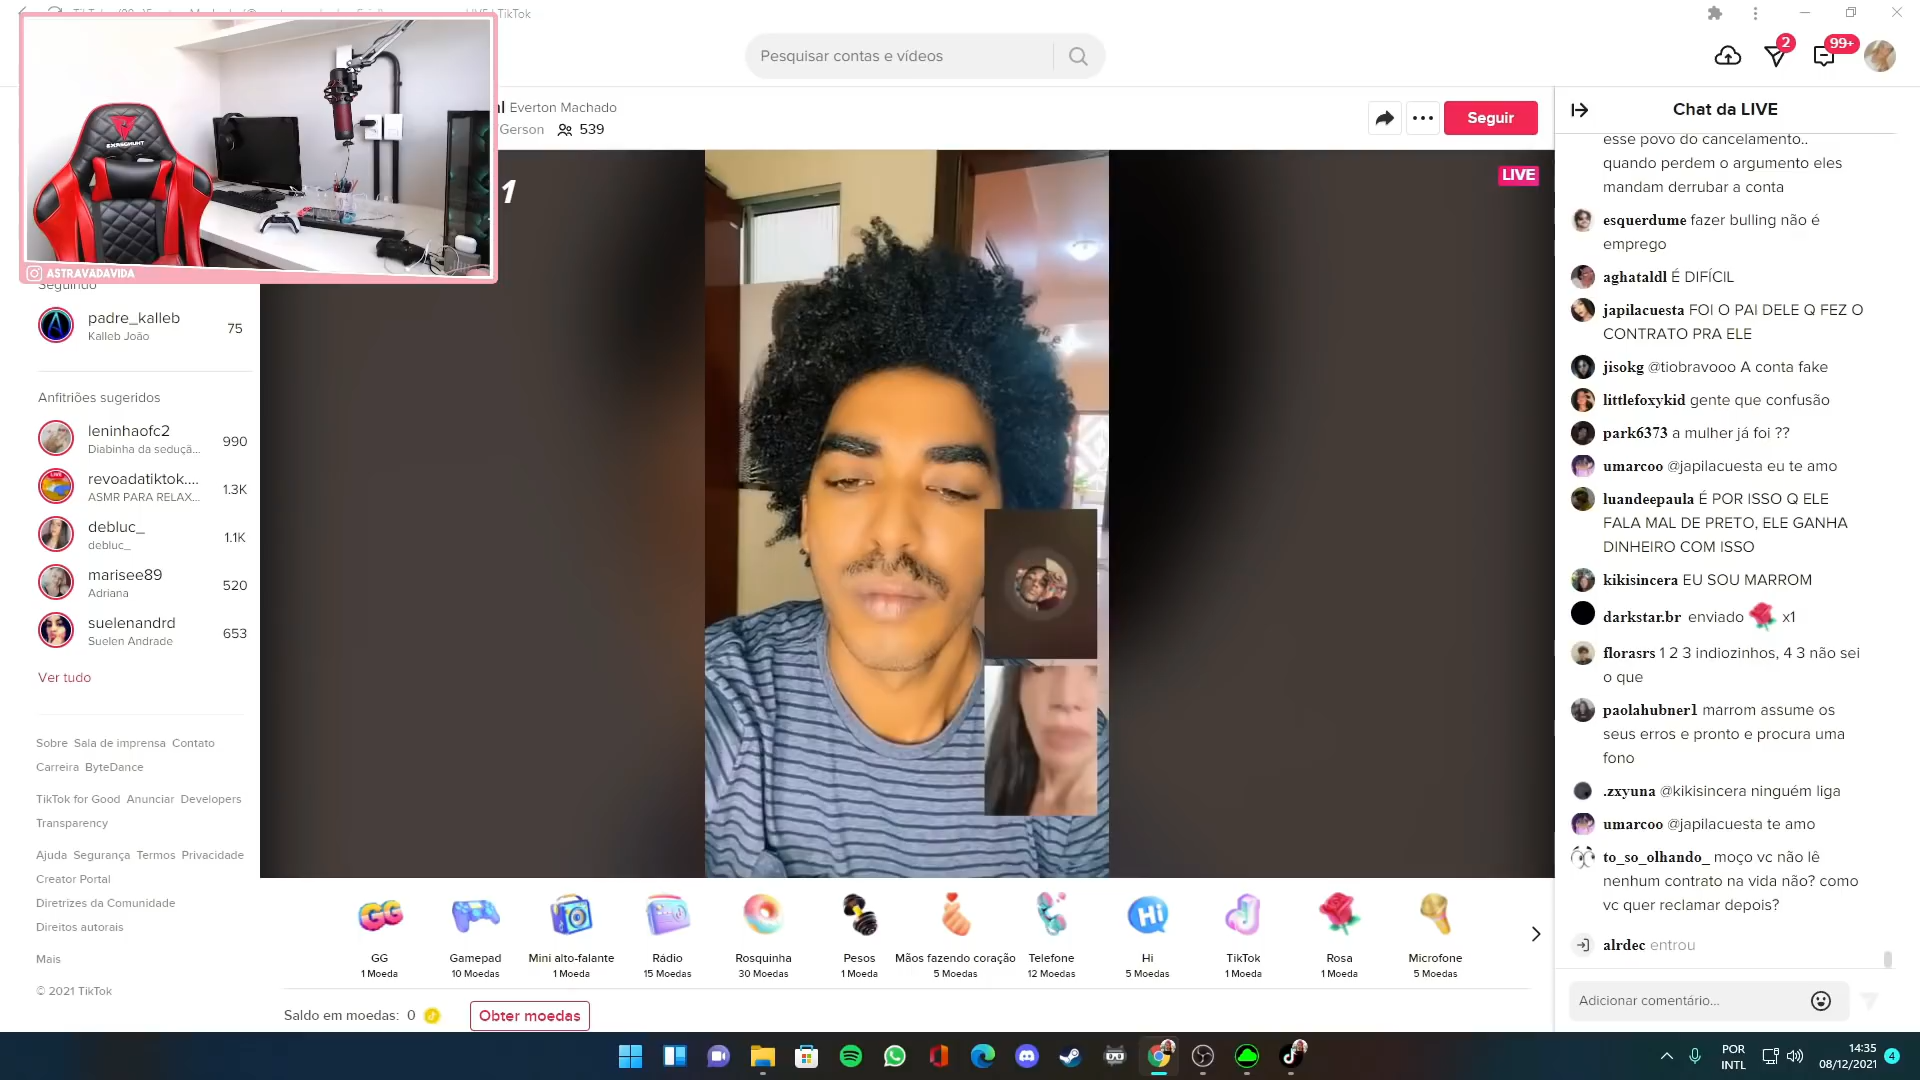 LIVE | TikTok
Pesquisar contas e vídeos
2
99+
EXPERIMENT
ASTRAVADAVIDA
Everton Machado
Gerson 539
Seguir
1
LIVE
Seguindo
padre_kalleb
Kalleb João
75
Anfitriões sugeridos
leninhaofc2
Diabinha da seduçã...
990
revoadatiktok....
ASMR PARA RELAX...
1.3K
debluc_
debluc_
1.1K
marisee89
Adriana
520
suelenandrd
Suelen Andrade
653
Ver tudo
Sobre Sala de imprensa Contato
Carreira ByteDance
TikTok for Good Anunciar Developers
Transparency
Ajuda Segurança Termos Privacidade
Creator Portal
Diretrizes da Comunidade
Direitos autorais
Mais
© 2021 TikTok
GG
1 Moeda
Gamepad
10 Moedas
Mini alto-falante
1 Moeda
Rádio
15 Moedas
Rosquinha
30 Moedas
Pesos
1 Moeda
Mãos fazendo coração
5 Moedas
Telefone
12 Moedas
Hi
Hi
5 Moedas
TikTok
1 Moeda
Rosa
1 Moeda
Microfone
5 Moedas
Saldo em moedas: 0
Obter moedas
Chat da LIVE
esse povo do cancelamento..
quando perdem o argumento eles
mandam derrubar a conta
esquerdume fazer bulling não é
emprego
aghataldl É DIFÍCIL
japilacuesta FOI O PAI DELE Q FEZ O
CONTRATO PRA ELE
jisokg @tiobravooo A conta fake
littlefoxykid gente que confusão
park6373 a mulher já foi ??
umarcoo @japilacuesta eu te amo
luandeepaula É POR ISSO Q ELE
FALA MAL DE PRETO, ELE GANHA
DINHEIRO COM ISSO
kikisincera EU SOU MARROM
darkstar.br enviado x1
florasrs 1 2 3 indiozinhos, 4 3 não sei
o que
paolahubner1 marrom assume os
seus erros e pronto e procura uma
fono
.zxyuna @kikisincera ninguém liga
umarcoo @japilacuesta te amo
to_so_olhando_ moço vc não lê
nenhum contrato na vida não? como
vc quer reclamar depois?
alrdec entrou
Adicionar comentário...
POR
INTL
14:35
08/12/2021
4